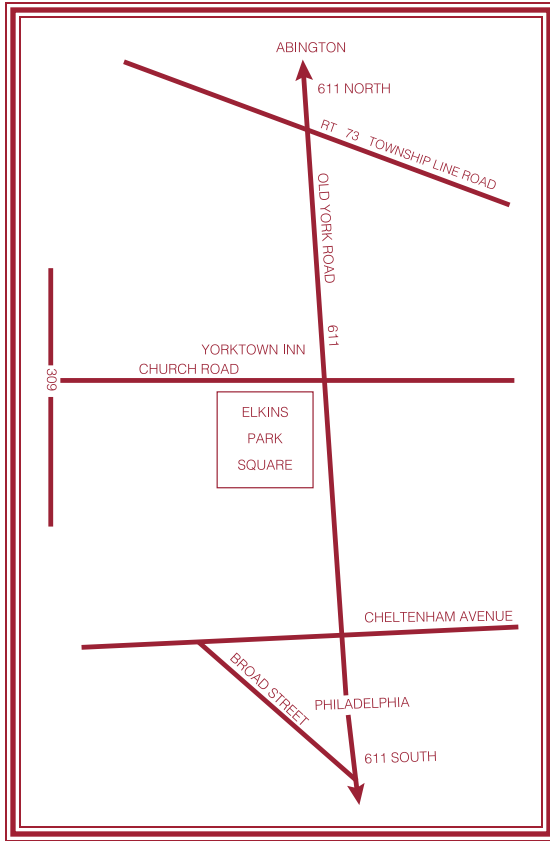 ABINGTON
611 NORTH
RT 73 TOWNSHIP LINE ROAD
OLD YORK ROAD
611
YORKTOWN INN
CHURCH ROAD
309
ELKINS
PARK
SQUARE
CHELTENHAM AVENUE
BROAD STREET
PHILADELPHIA
611 SOUTH